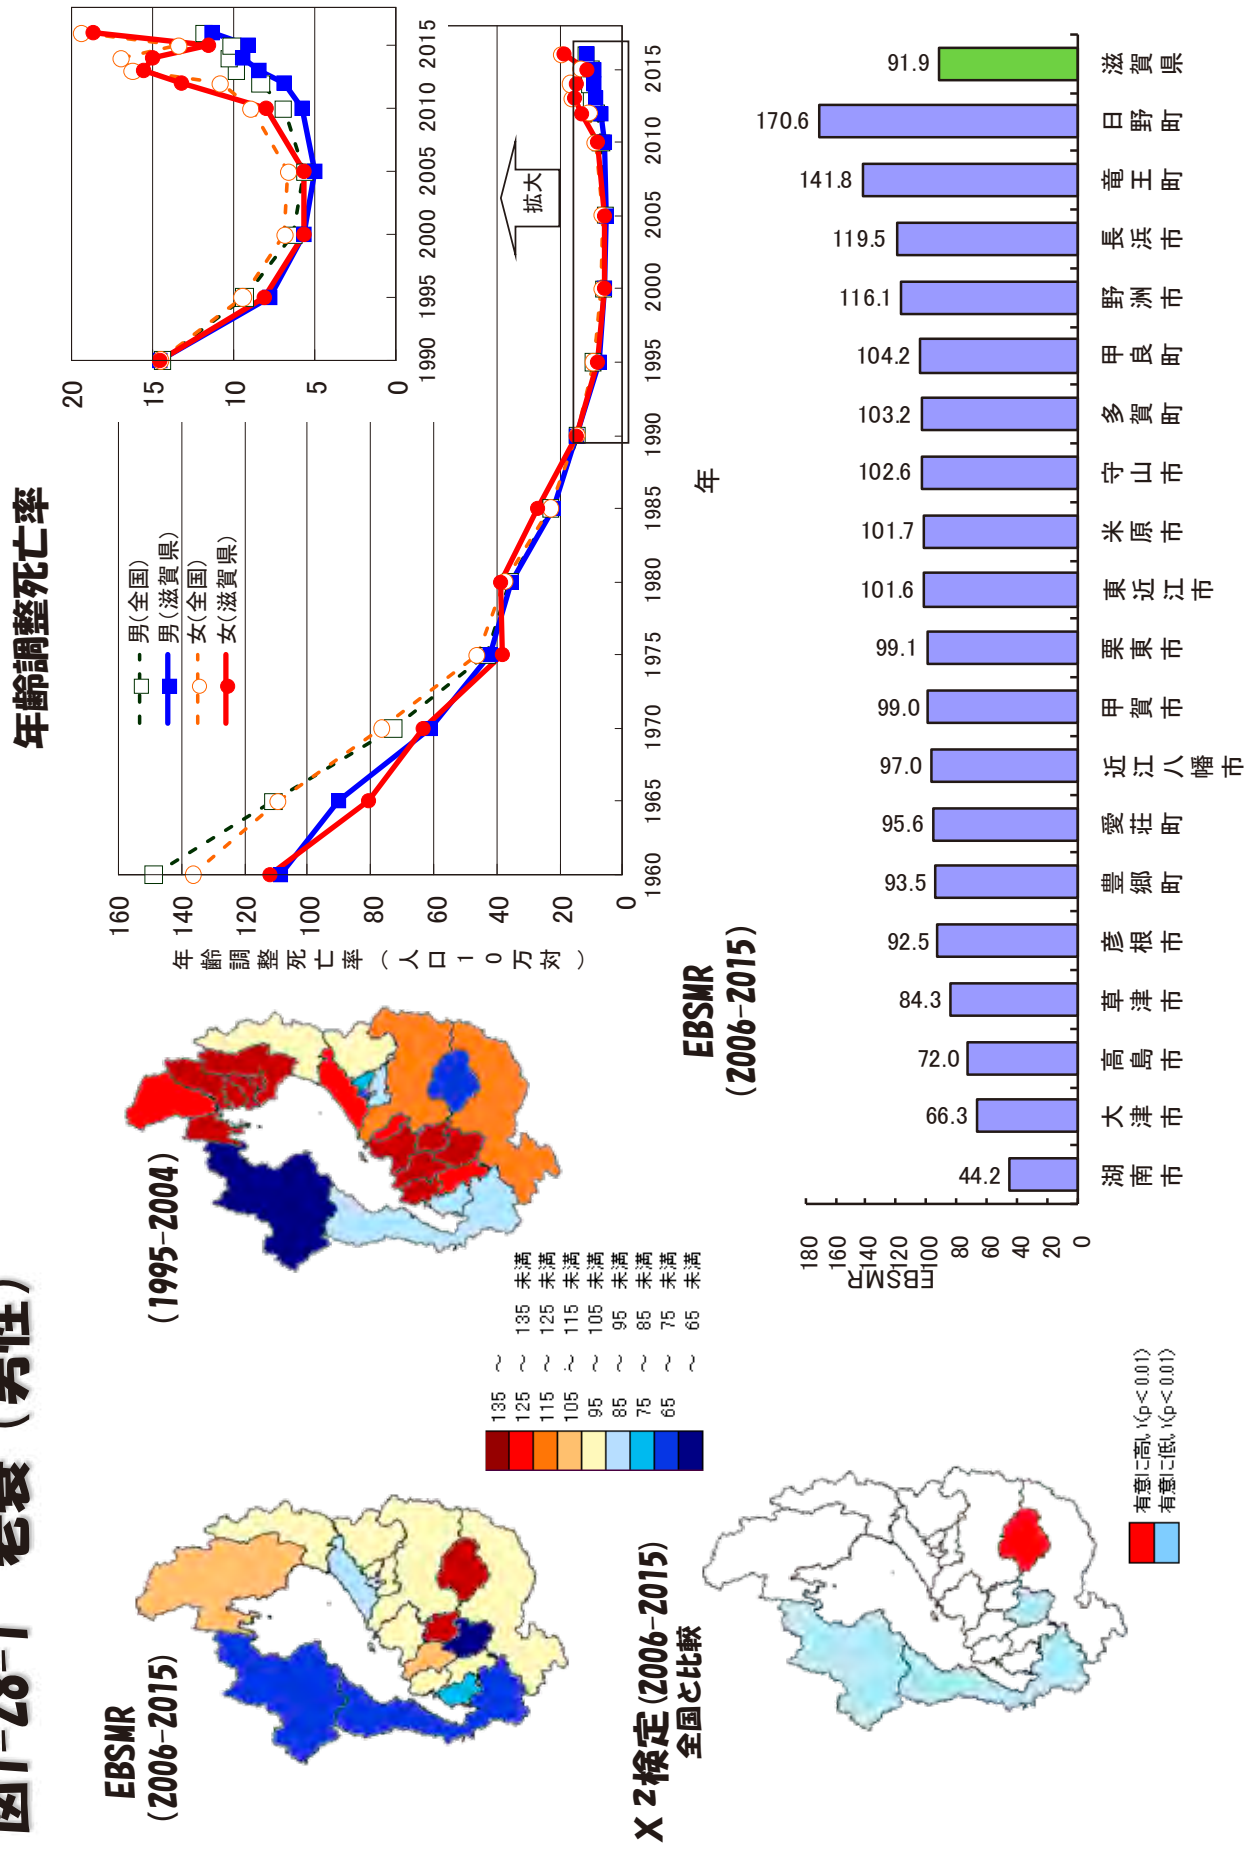 図1-28-1 老衰（男性）
EBSMR
(2006-2015)
(1995-2004)
135 ～
125 ～ 135 未満
115 ～ 125 未満
105 ～ 115 未満
95 ～ 105 未満
85 ～ 95 未満
75 ～ 85 未満
65 ～ 75 未満
～ 65 未満
年齢調整死亡率
男(全国)
男(滋賀県)
女(全国)
女(滋賀県)
年齢調整死亡率(人口10万対)
160
140
120
100
80
60
40
20
0
1960 1965 1970 1975 1980 1985 1990 1995 2000 2005 2010 2015
年
拡大
20
15
10
5
0
1990 1995 2000 2005 2010 2015
X²検定(2006-2015)
全国と比較
有意に高い(p<0.01)
有意に低い(p<0.01)
EBSMR
(2006-2015)
EBSMR
180
160
140
120
100
80
60
40
20
0
44.2 66.3 72.0 84.3 92.5 93.5 95.6 97.0 99.0 99.1 101.6 101.7 102.6 103.2 104.2 116.1 119.5 141.8 170.6 91.9
湖南市 大津市 高島市 草津市 彦根市 豊郷町 愛荘町 近江八幡市 甲賀市 栗東市 東近江市 米原市 守山市 多賀町 甲良町 野洲市 長浜市 竜王町 日野町 滋賀県